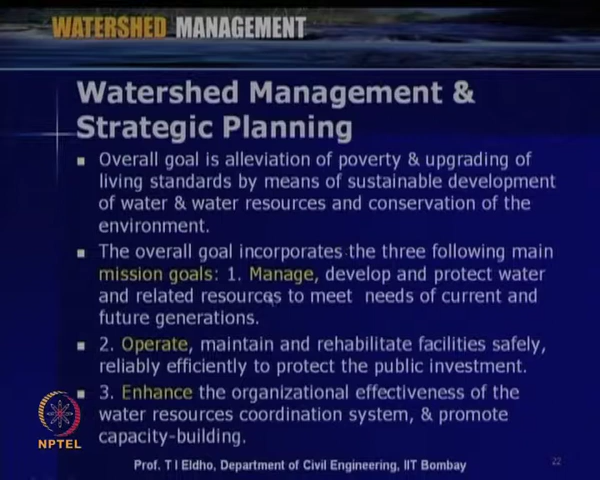 WATERSHED MANAGEMENT
Watershed Management &
Strategic Planning
▪ Overall goal is alleviation of poverty & upgrading of
living standards by means of sustainable development
of water & water resources and conservation of the
environment.
▪ The overall goal incorporates the three following main
mission goals: 1. Manage, develop and protect water
and related resources to meet needs of current and
future generations.
▪ 2. Operate, maintain and rehabilitate facilities safely,
reliably efficiently to protect the public investment.
▪ 3. Enhance the organizational effectiveness of the
water resources coordination system, & promote
capacity-building.
NPTEL
Prof. T I Eldho, Department of Civil Engineering, IIT Bombay
22